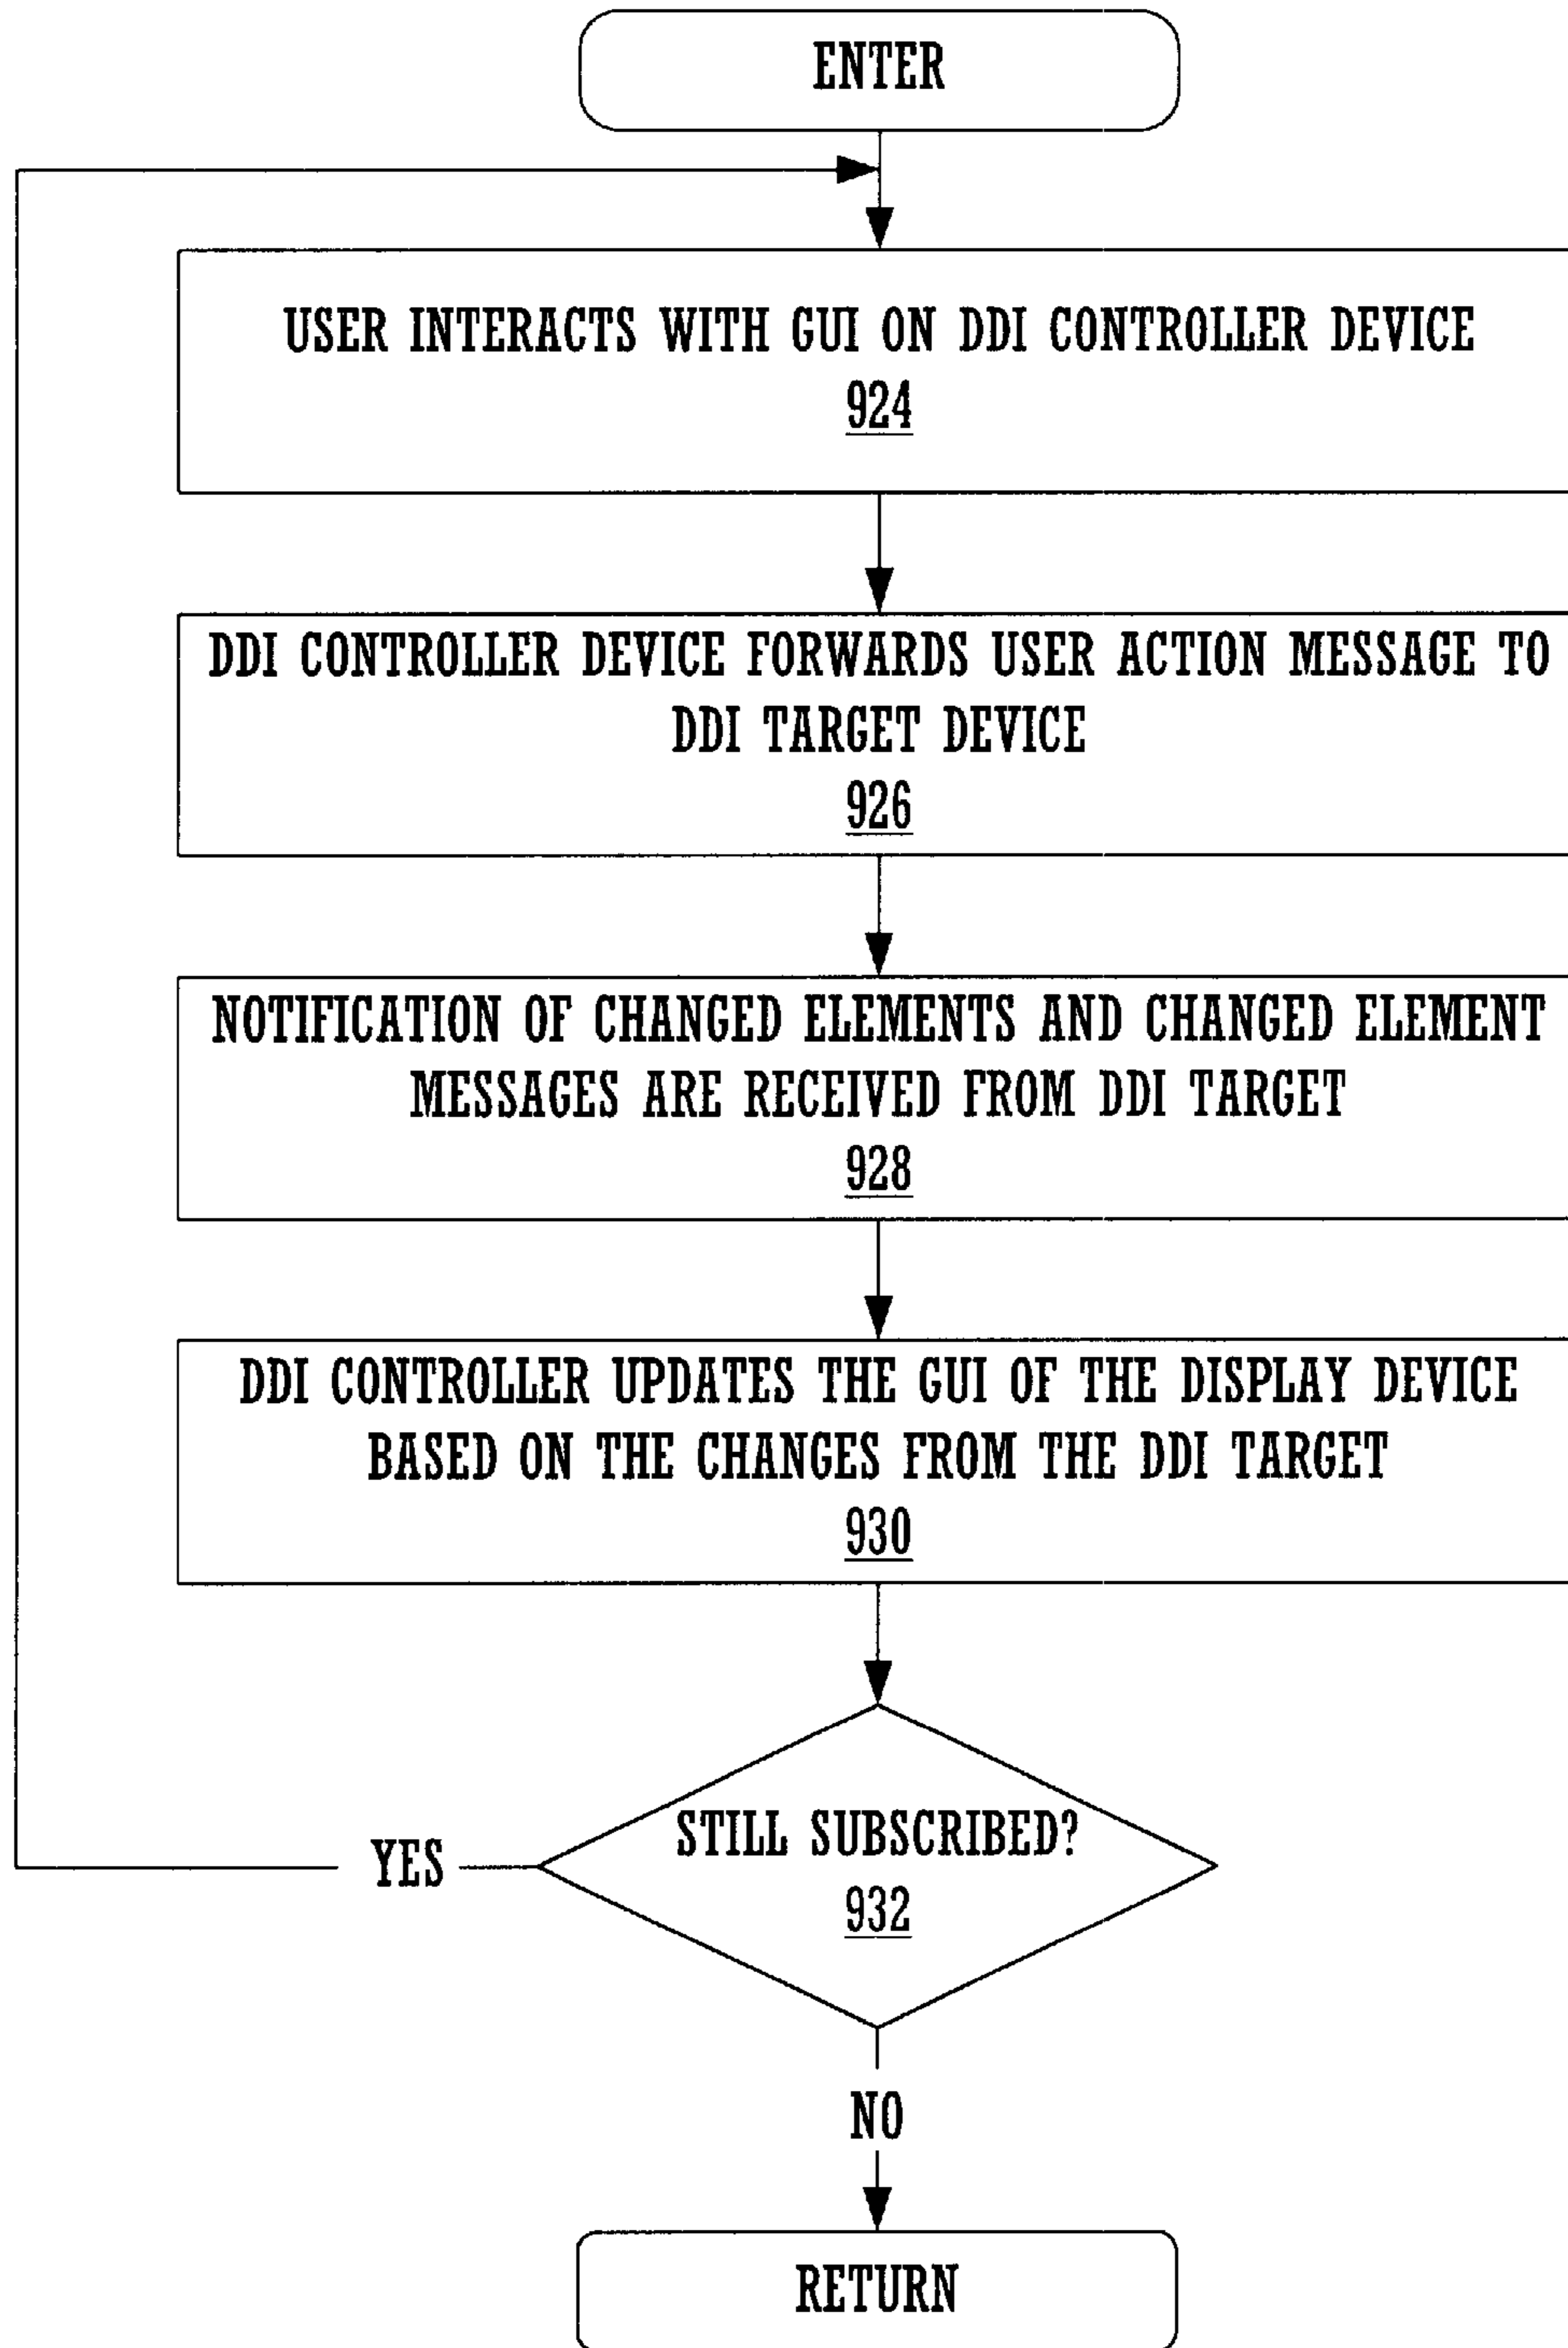 ENTER
USER INTERACTS WITH GUI ON DDI CONTROLLER DEVICE
924
DDI CONTROLLER DEVICE FORWARDS USER ACTION MESSAGE TO
DDI TARGET DEVICE
926
NOTIFICATION OF CHANGED ELEMENTS AND CHANGED ELEMENT
MESSAGES ARE RECEIVED FROM DDI TARGET
928
DDI CONTROLLER UPDATES THE GUI OF THE DISPLAY DEVICE
BASED ON THE CHANGES FROM THE DDI TARGET
930
STILL SUBSCRIBED?
YES
932
NO
RETURN